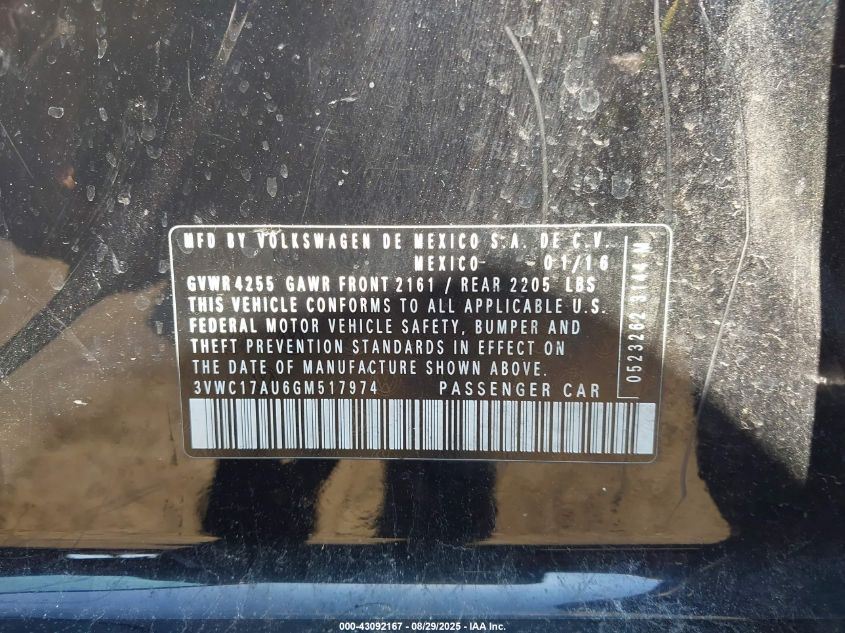 MFD BY VOLKSWAGEN DE MEXICO S.A. DE C.V.
MEXICO- -01/16
GVWR 4255 GAWR FRONT 2161 / REAR 2205 LBS
THIS VEHICLE CONFORMS TO ALL APPLICABLE U.S.
FEDERAL MOTOR VEHICLE SAFETY, BUMPER AND
THEFT PREVENTION STANDARDS IN EFFECT ON
THE DATE OF MANUFACTURE SHOWN ABOVE.
3VWC17AU6GM517974 PASSENGER CAR
0523262 3144 M
000-43092167 - 08/29/2025 - IAA Inc.